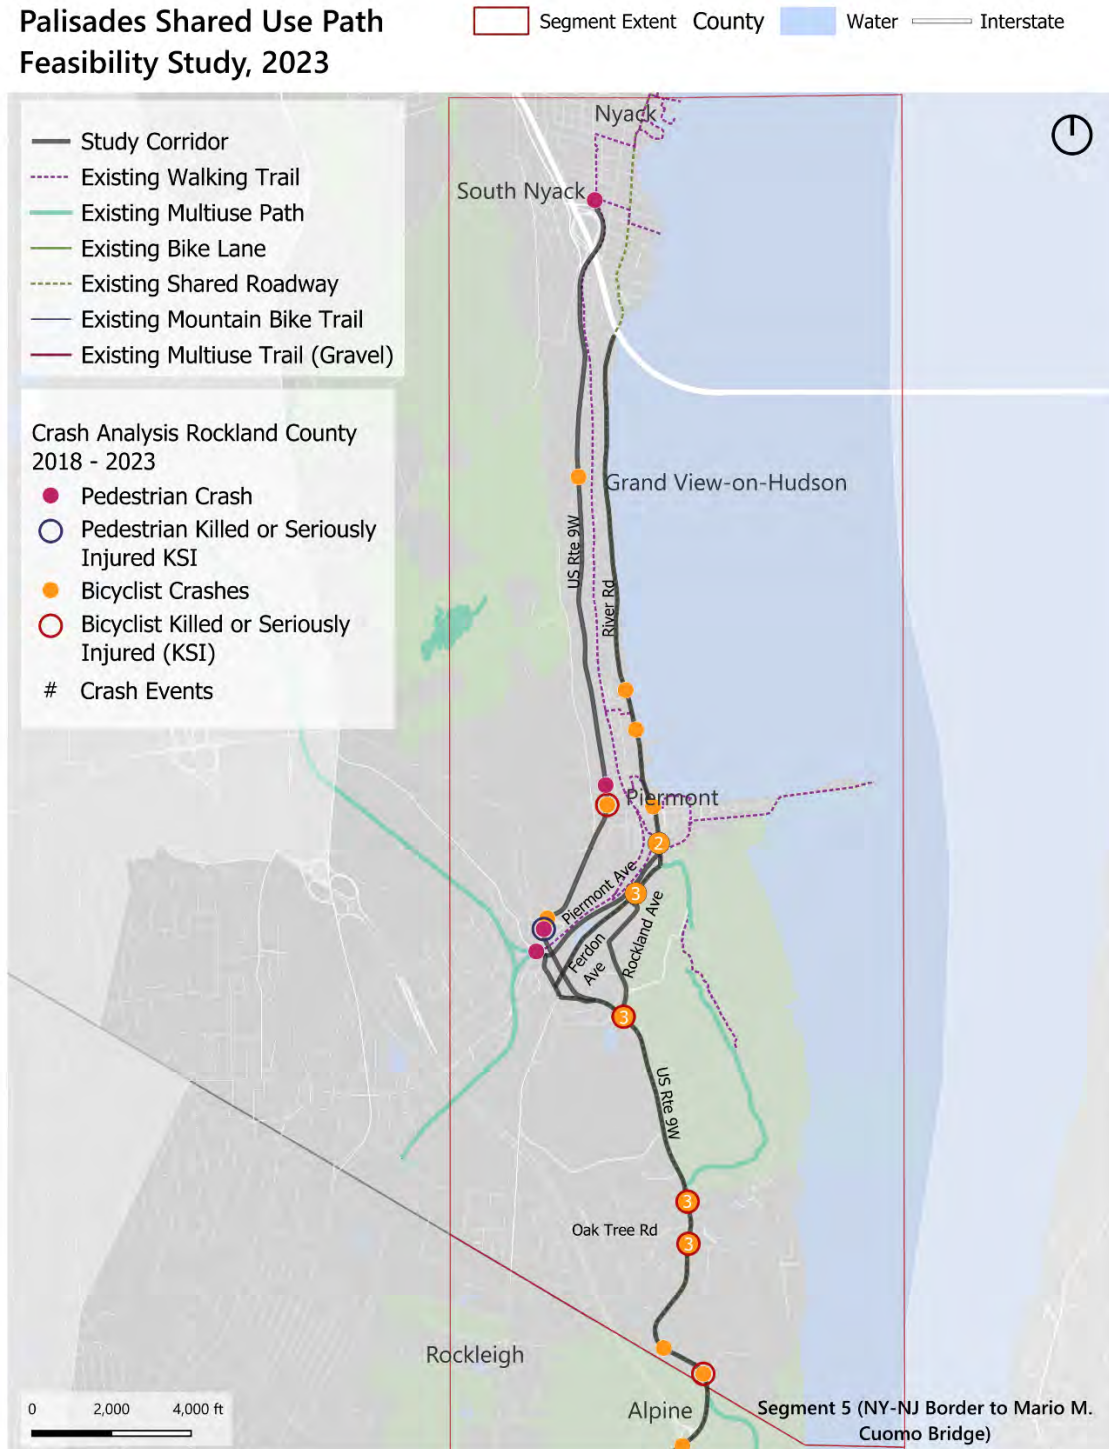 Palisades Shared Use Path
Feasibility Study, 2023
Segment Extent
County
Water
Interstate
Study Corridor
Existing Walking Trail
Existing Multiuse Path
Existing Bike Lane
Existing Shared Roadway
Existing Mountain Bike Trail
Existing Multiuse Trail (Gravel)
Crash Analysis Rockland County
2018 - 2023
Pedestrian Crash
Pedestrian Killed or Seriously
Injured KSI
Bicyclist Crashes
Bicyclist Killed or Seriously
Injured (KSI)
# Crash Events
Nyack
South Nyack
Grand View-on-Hudson
US Rte 9W
River Rd
Piermont
2
Piermont Ave
3
Ferdon
Ave
Rockland Ave
3
US Rte 9W
3
Oak Tree Rd
3
Rockleigh
Alpine
0 2,000 4,000 ft
Segment 5 (NY-NJ Border to Mario M.
Cuomo Bridge)